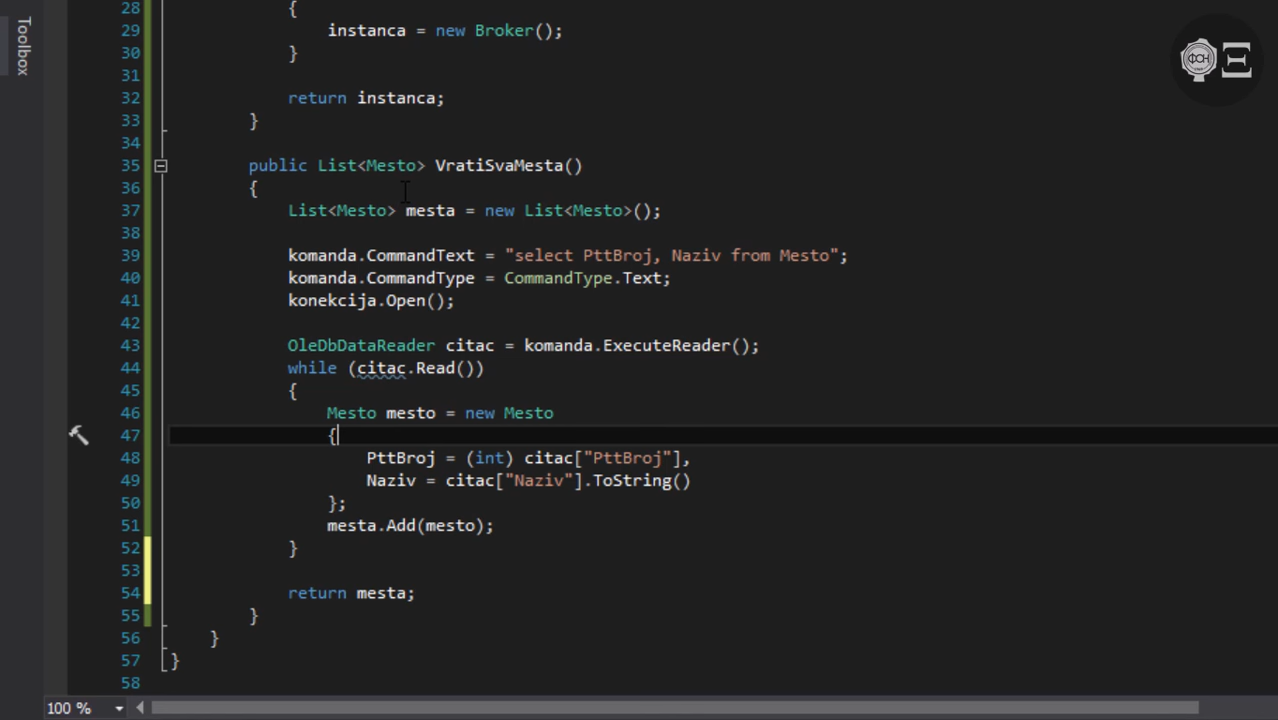 Toolbox
ФОН
28 {
29 instanca = new Broker();
30 }
31
32 return instanca;
33 }
34
35 public List<Mesto> VratiSvaMesta()
36 {
37 List<Mesto> mesta = new List<Mesto>();
38
39 komanda.CommandText = "select PttBroj, Naziv from Mesto";
40 komanda.CommandType = CommandType.Text;
41 konekcija.Open();
42
43 OleDbDataReader citac = komanda.ExecuteReader();
44 while (citac.Read())
45 {
46 Mesto mesto = new Mesto
47 {
48 PttBroj = (int) citac["PttBroj"],
49 Naziv = citac["Naziv"].ToString()
50 };
51 mesta.Add(mesto);
52 }
53
54 return mesta;
55 }
56 }
57 }
58
100 %